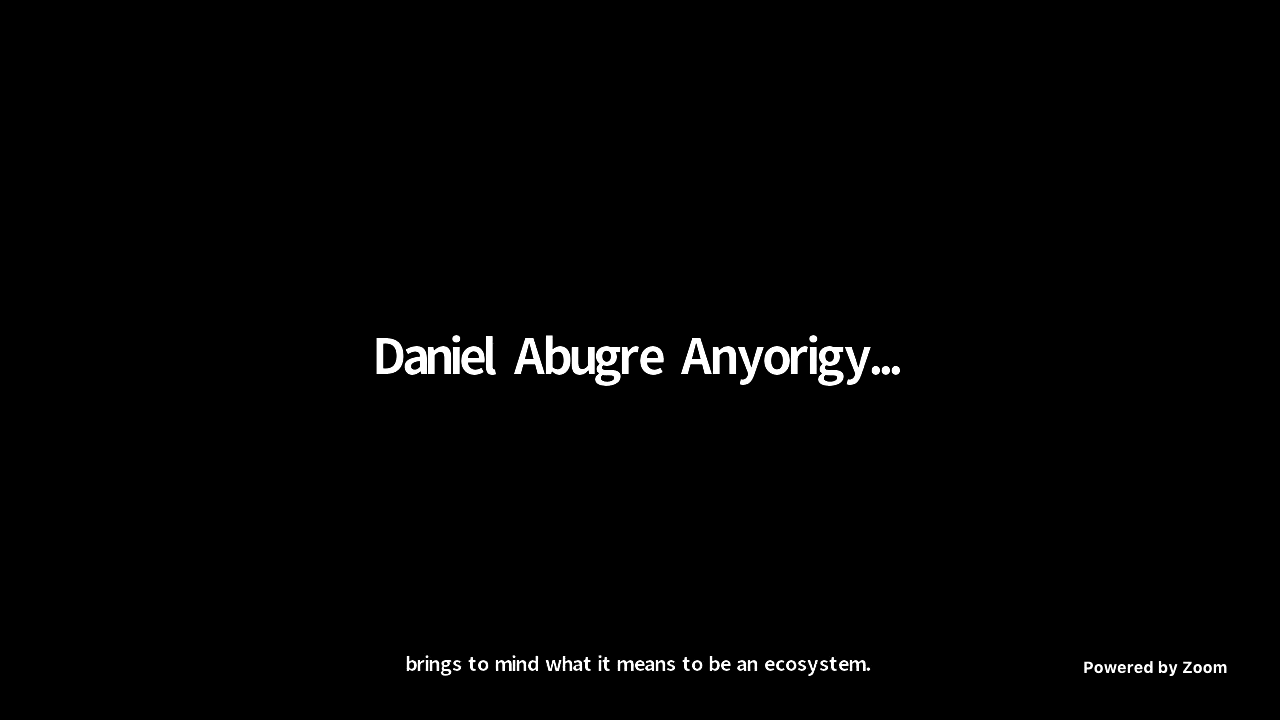 Daniel Abugre Anyorigy...
brings to mind what it means to be an ecosystem.
Powered by Zoom